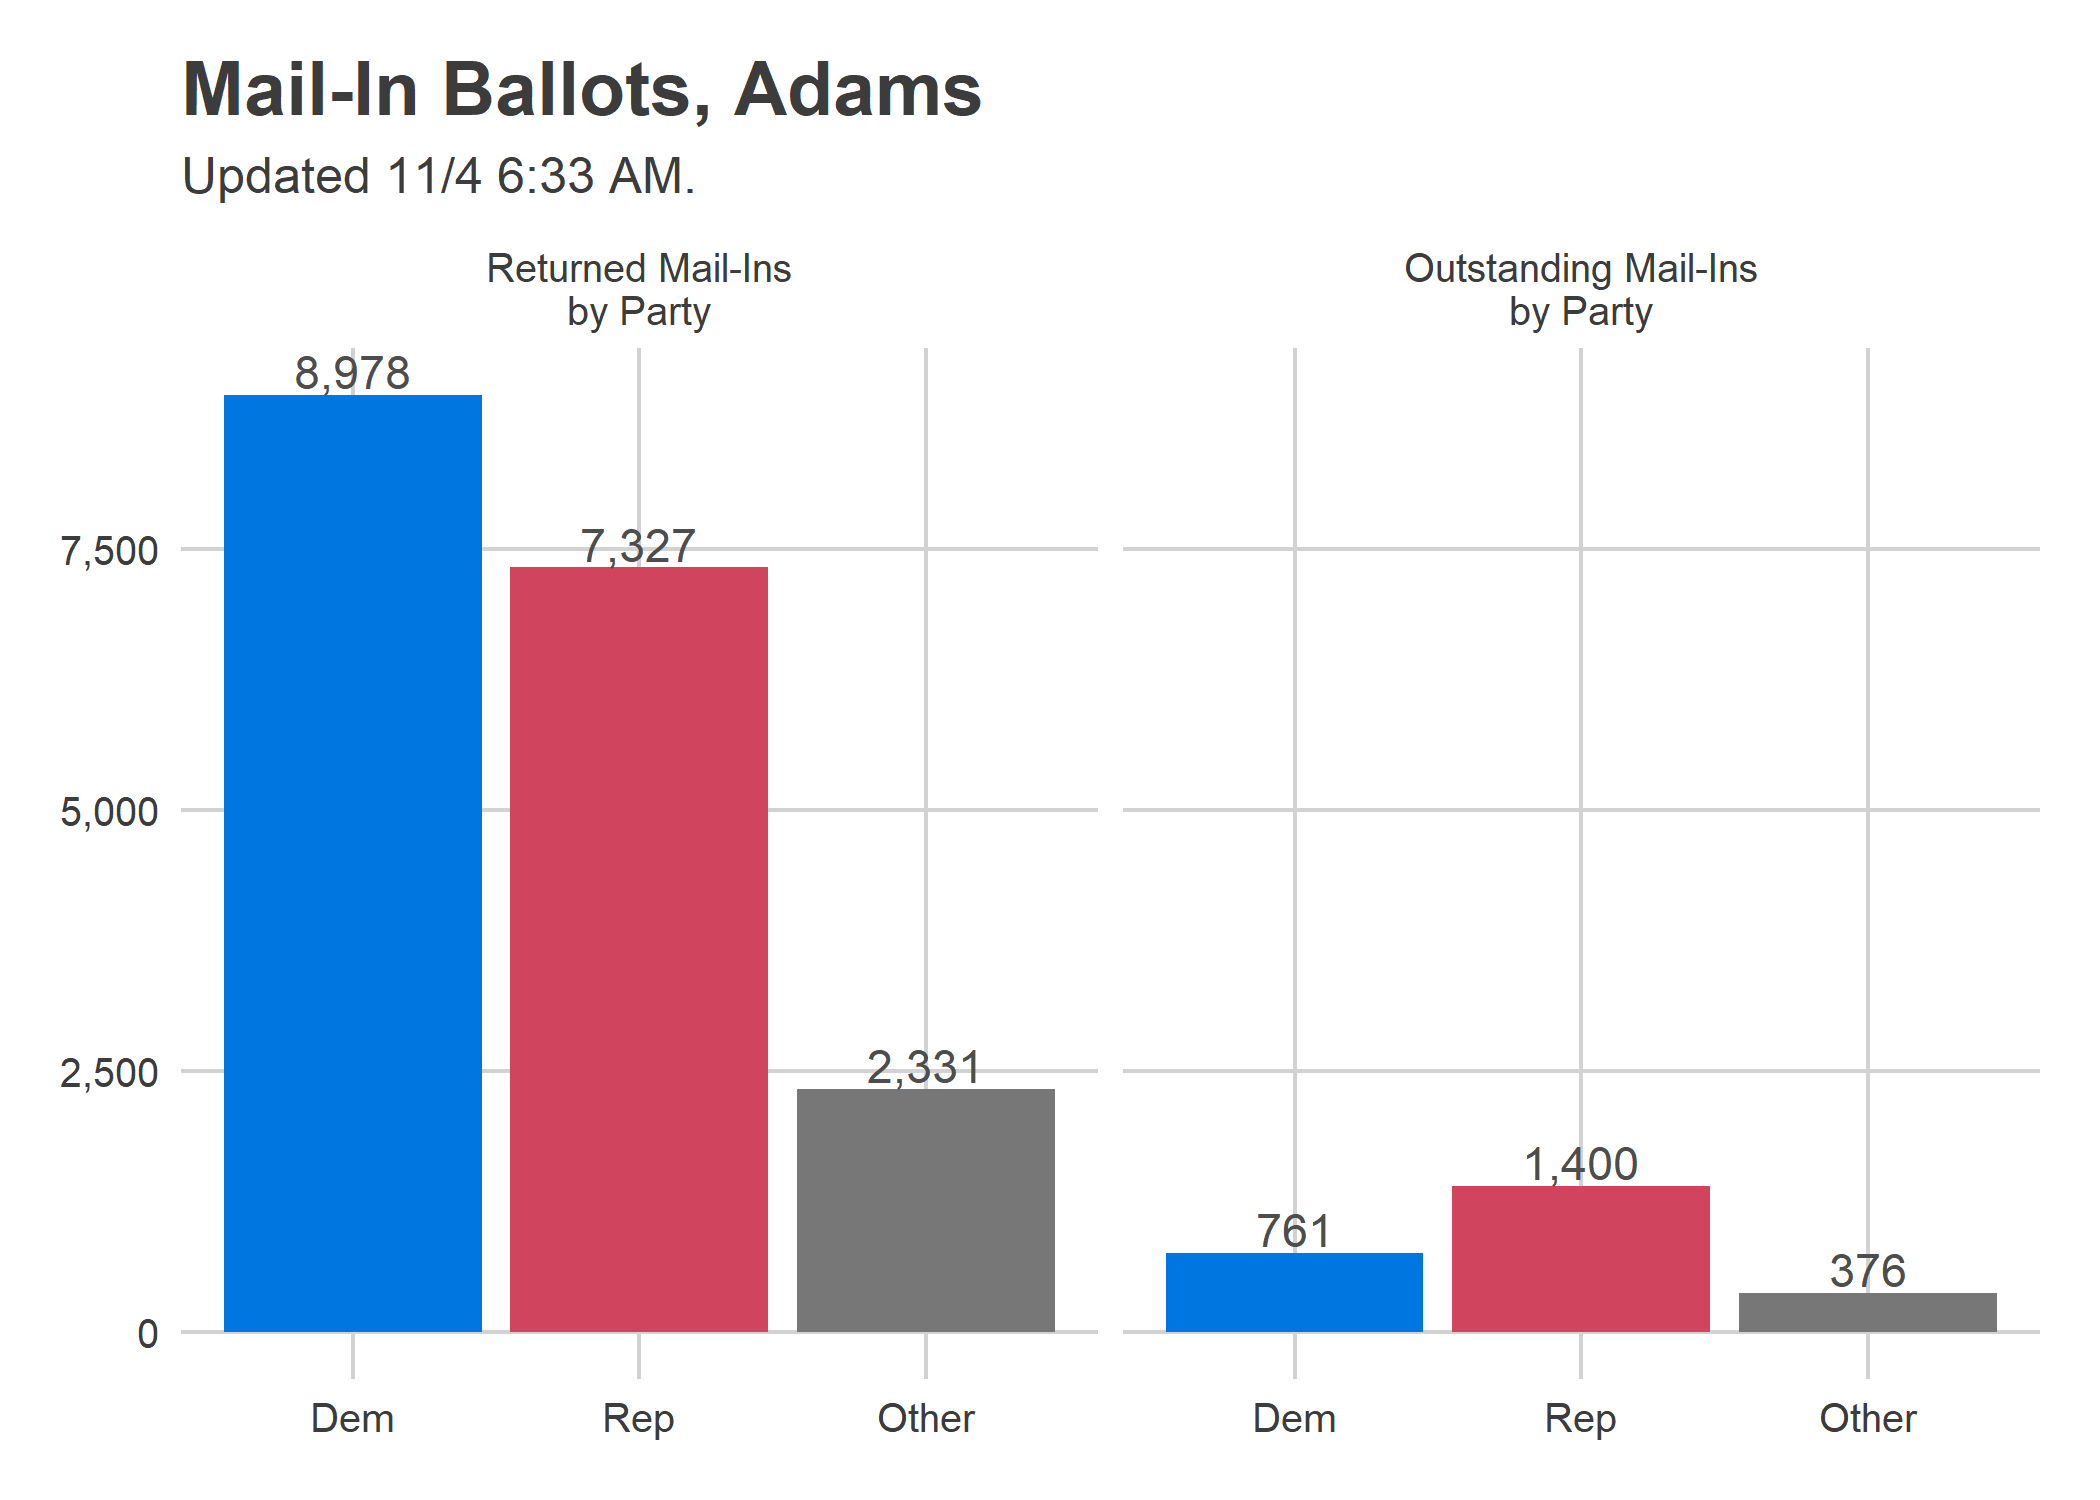 Mail-In Ballots, Adams
Updated 11/4 6:33 AM.
Returned Mail-Ins
by Party
Outstanding Mail-Ins
by Party
8,978
7,327
2,331
761
1,400
376
7,500
5,000
2,500
0
Dem
Rep
Other
Dem
Rep
Other